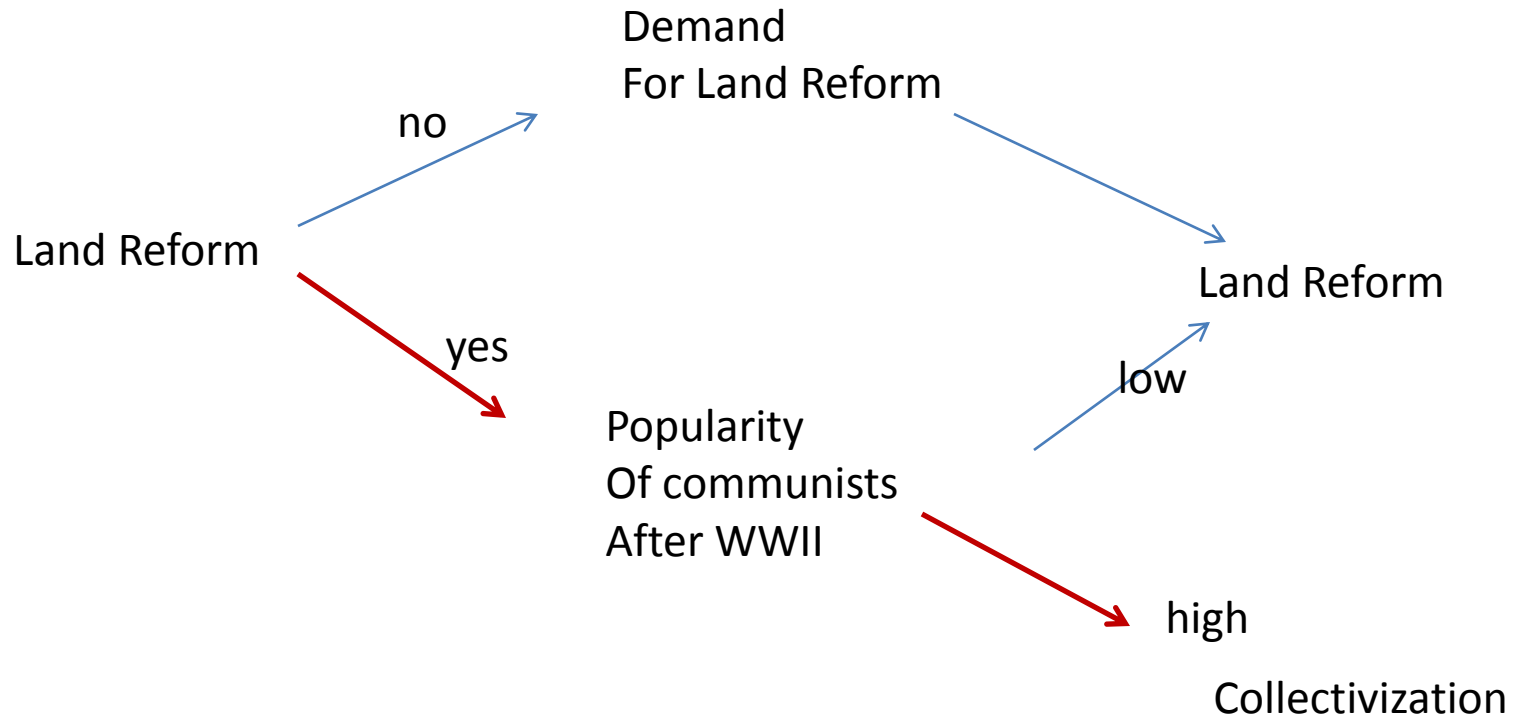 Demand
For Land Reform
no
Land Reform
Land Reform
yes
low
Popularity
Of communists
After WWII
high
Collectivization